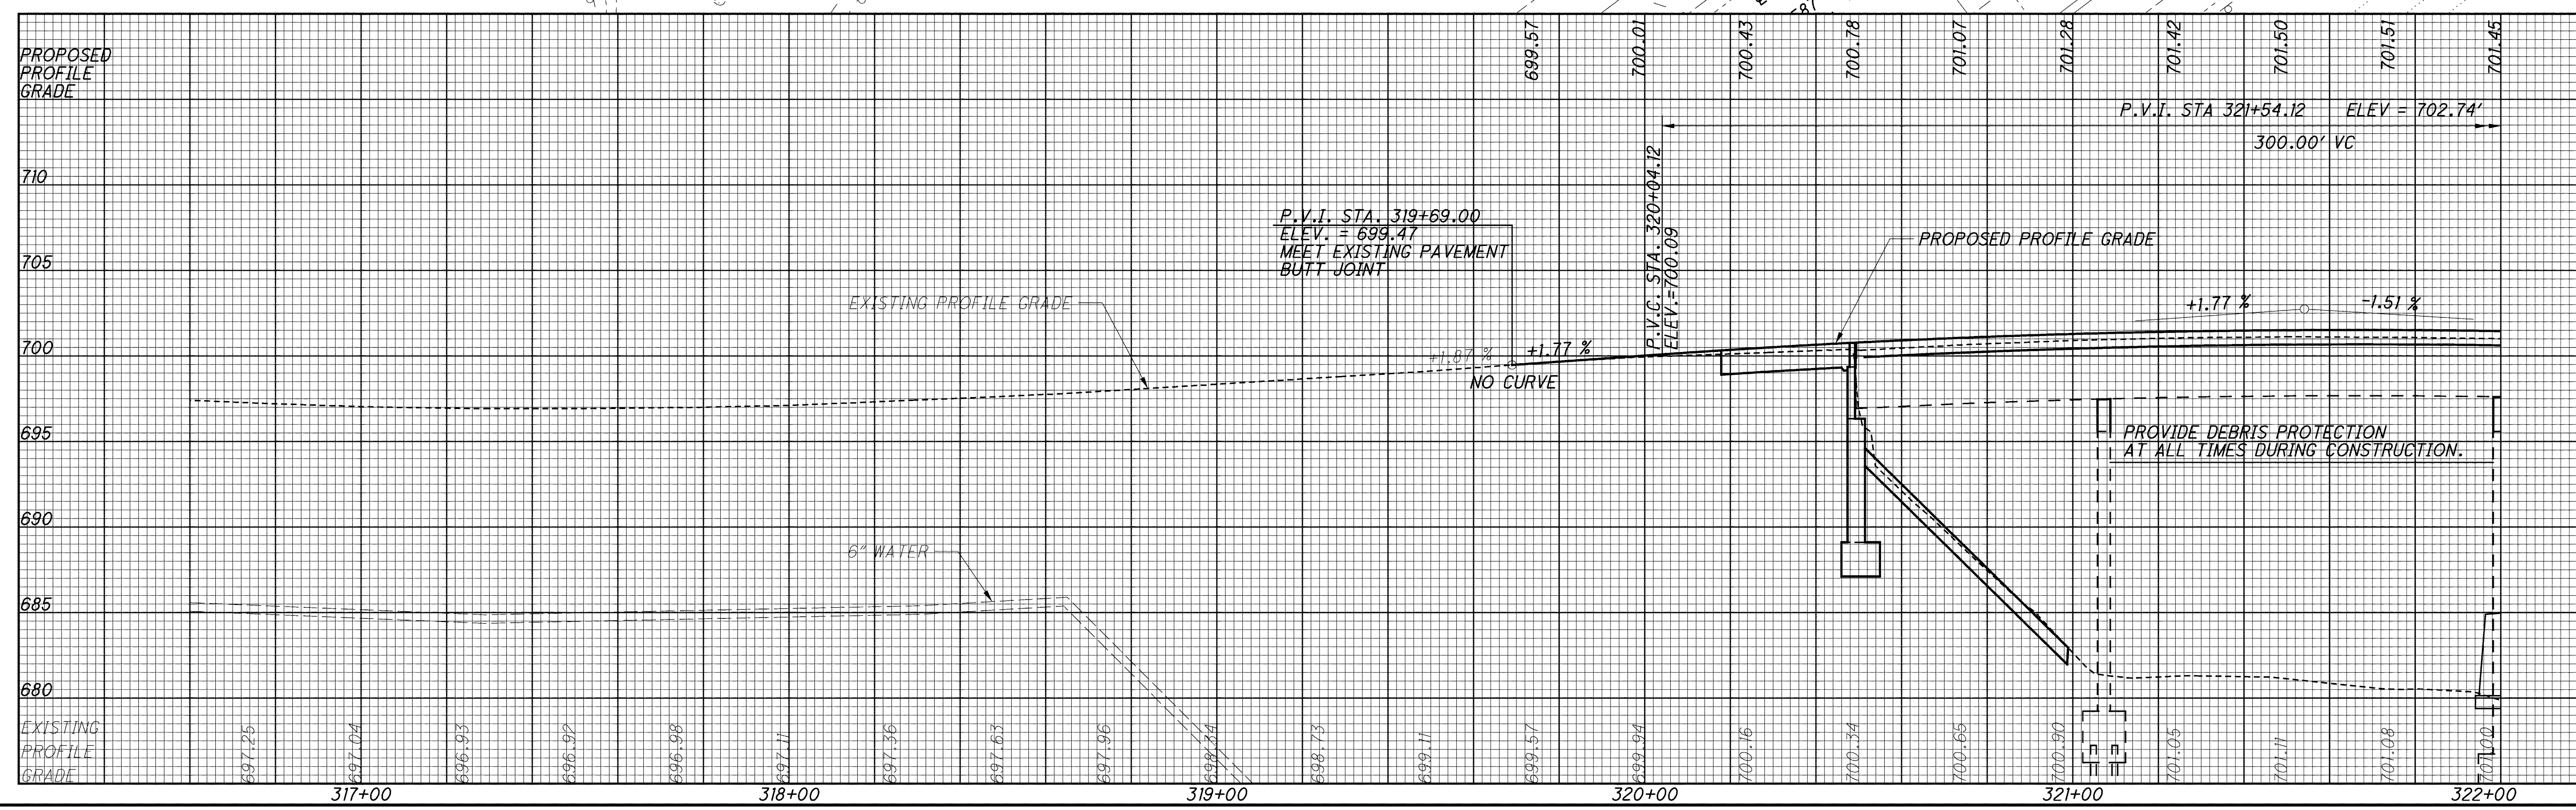 587
PROPOSED
PROFILE
GRADE
699.57
700.01
700.43
700.78
701.07
701.28
701.42
701.50
701.51
701.45
P.V.I. STA 321+54.12 ELEV = 702.74'
300.00' VC
710
P.V.C. STA. 320+04.12
ELEV.=700.09
P.V.I. STA. 319+69.00
ELEV. = 699.47
MEET EXISTING PAVEMENT
BUTT JOINT
PROPOSED PROFILE GRADE
705
EXISTING PROFILE GRADE
+1.77 %
-1.51 %
700
+1.87 %
+1.77 %
NO CURVE
695
PROVIDE DEBRIS PROTECTION
AT ALL TIMES DURING CONSTRUCTION.
690
6" WATER
685
680
EXISTING
PROFILE
GRADE
697.25
697.04
696.93
696.92
696.98
697.11
697.36
697.63
697.96
698.34
698.73
699.11
699.57
699.94
700.16
700.34
700.65
700.90
701.05
701.11
701.08
701.00
317+00
318+00
319+00
320+00
321+00
322+00